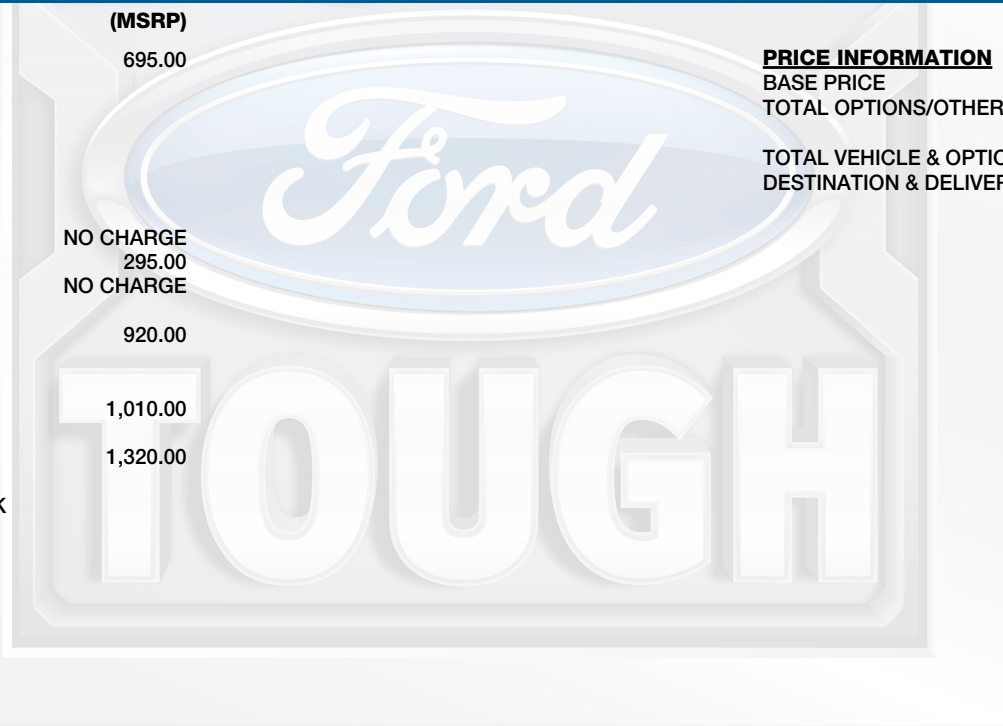 (MSRP)
695.00
NO CHARGE
295.00
NO CHARGE
920.00
1,010.00
1,320.00
K
PRICE INFORMATION
BASE PRICE
TOTAL OPTIONS/OTHER
TOTAL VEHICLE & OPTIO
DESTINATION & DELIVER
Ford
TOUGH